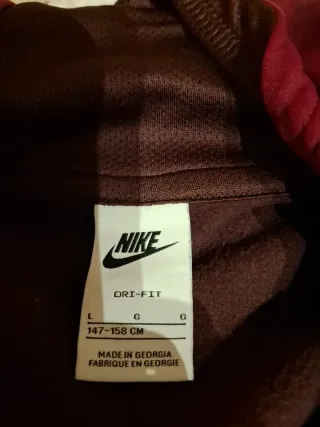 NIKE
DRI-FIT
L G G
147-158 CM
MADE IN GEORGIA
FABRIQUE EN GEORGIE